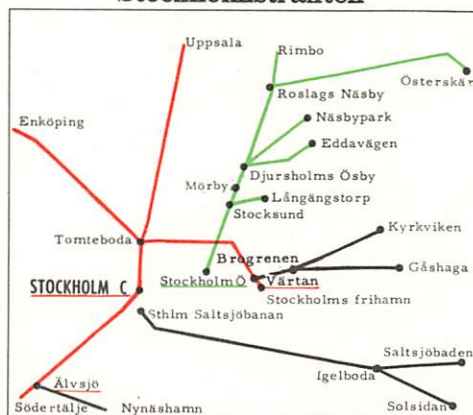 Uppsala
Rimbo
Österskär
Roslags Näsby
Enköping
Näsbypark
Eddavägen
Djursholms Ösby
Mörby
Långängstorp
Stocksund
Kyrkviken
Tomteboda
Brogrenen
Gåshaga
Stockholm Ö
Värtan
STOCKHOLM C
Stockholms frihamn
Sthlm Saltsjöbanan
Saltsjöbaden
Igelboda
Älvsjö
Södertälje
Nynäshamn
Solsidan